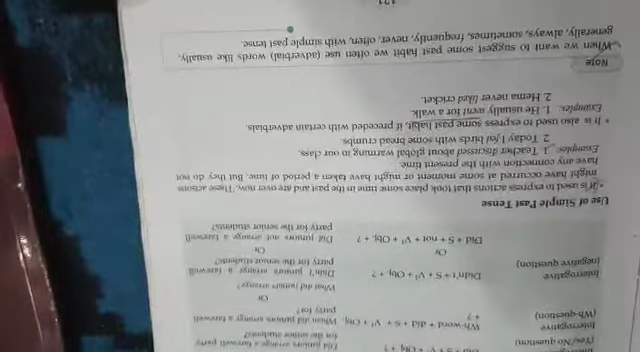 (Yes/No question) Did + S + V¹ + Obj. + ? Did juniors arrange a farewell party
for the senior students?
Interrogative Wh-word + did + S + V¹ + Obj. When did juniors arrange a farewell
(Wh-question) + ? party for?
Or
What did juniors arrange?
Interrogative Didn't + S + V¹ + Obj. + ? Didn't juniors arrange a farewell
(negative question) party for the senior students?
Or Or
Did + S + not + V¹ + Obj. + ? Did juniors not arrange a farewell
party for the senior students?
Use of Simple Past Tense
• It is used to express actions that took place some time in the past and are over now. These actions
might have occurred at some moment or might have taken a period of time, but they do not
have any connection with the present time.
Examples: 1. Teacher discussed about global warming in our class.
2. Today I fed birds with some bread crumbs.
• It is also used to express some past habit, if preceded with certain adverbials.
Examples: 1. He usually went for a walk.
2. Hema never liked cricket.
Note
When we want to suggest some past habit we often use (adverbial) words like usually,
generally, always, sometimes, frequently, never, often, with simple past tense.